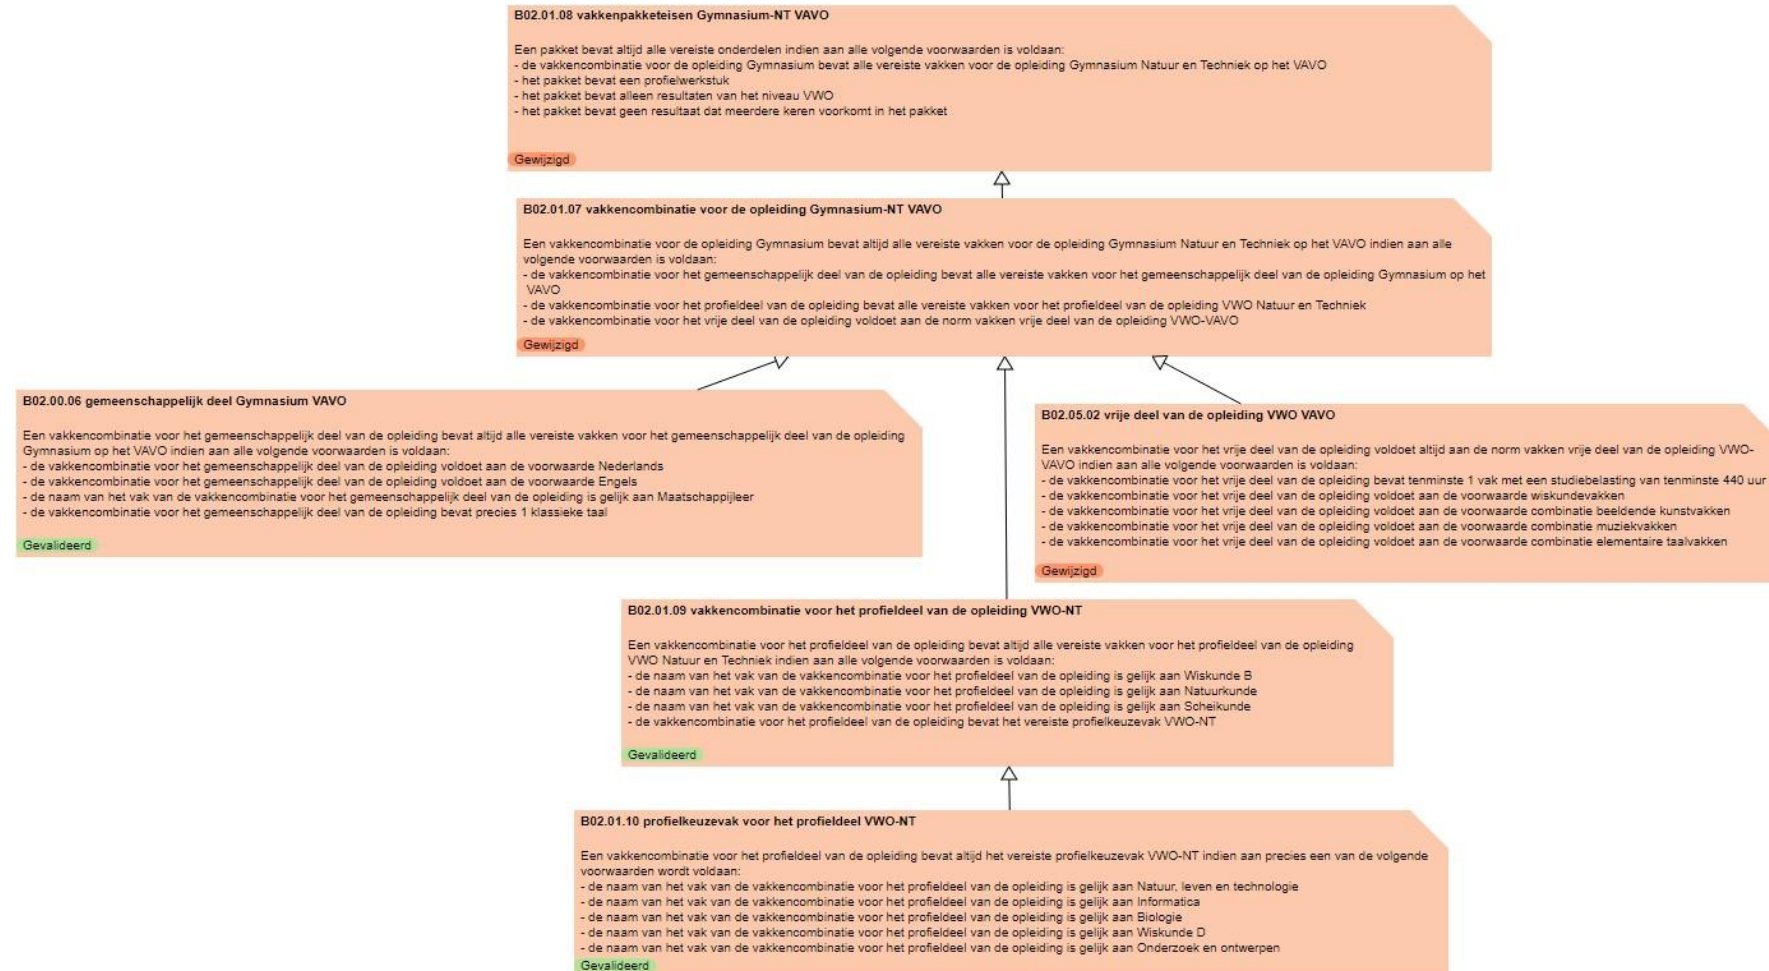 B02.01.08 vakkenpakketeisen Gymnasium-NT VAVO
Een pakket bevat altijd alle vereiste onderdelen indien aan alle volgende voorwaarden is voldaan:
- de vakkencombinatie voor de opleiding Gymnasium bevat alle vereiste vakken voor de opleiding Gymnasium Natuur en Techniek op het VAVO
- het pakket bevat een profielwerkstuk
- het pakket bevat alleen resultaten van het niveau VWO
- het pakket bevat geen resultaat dat meerdere keren voorkomt in het pakket
Gewijzigd
B02.01.07 vakkencombinatie voor de opleiding Gymnasium-NT VAVO
Een vakkencombinatie voor de opleiding Gymnasium bevat altijd alle vereiste vakken voor de opleiding Gymnasium Natuur en Techniek op het VAVO indien aan alle
volgende voorwaarden is voldaan:
- de vakkencombinatie voor het gemeenschappelijk deel van de opleiding bevat alle vereiste vakken voor het gemeenschappelijk deel van de opleiding Gymnasium op het
VAVO
- de vakkencombinatie voor het profieldeel van de opleiding bevat alle vereiste vakken voor het profieldeel van de opleiding VWO Natuur en Techniek
- de vakkencombinatie voor het vrije deel van de opleiding voldoet aan de norm vakken vrije deel van de opleiding VWO-VAVO
Gewijzigd
B02.00.06 gemeenschappelijk deel Gymnasium VAVO
Een vakkencombinatie voor het gemeenschappelijk deel van de opleiding bevat altijd alle vereiste vakken voor het gemeenschappelijk deel van de opleiding
Gymnasium op het VAVO indien aan alle volgende voorwaarden is voldaan:
- de vakkencombinatie voor het gemeenschappelijk deel van de opleiding voldoet aan de voorwaarde Nederlands
- de vakkencombinatie voor het gemeenschappelijk deel van de opleiding voldoet aan de voorwaarde Engels
- de naam van het vak van de vakkencombinatie voor het gemeenschappelijk deel van de opleiding is gelijk aan Maatschappijleer
- de vakkencombinatie voor het gemeenschappelijk deel van de opleiding bevat precies 1 klassieke taal
Gevalideerd
B02.05.02 vrije deel van de opleiding VWO VAVO
Een vakkencombinatie voor het vrije deel van de opleiding voldoet altijd aan de norm vakken vrije deel van de opleiding VWO-
VAVO indien aan alle volgende voorwaarden is voldaan:
- de vakkencombinatie voor het vrije deel van de opleiding bevat tenminste 1 vak met een studiebelasting van tenminste 440 uur
- de vakkencombinatie voor het vrije deel van de opleiding voldoet aan de voorwaarde wiskundevakken
- de vakkencombinatie voor het vrije deel van de opleiding voldoet aan de voorwaarde combinatie beeldende kunstvakken
- de vakkencombinatie voor het vrije deel van de opleiding voldoet aan de voorwaarde combinatie muziekvakken
- de vakkencombinatie voor het vrije deel van de opleiding voldoet aan de voorwaarde combinatie elementaire taalvakken
Gewijzigd
B02.01.09 vakkencombinatie voor het profieldeel van de opleiding VWO-NT
Een vakkencombinatie voor het profieldeel van de opleiding bevat altijd alle vereiste vakken voor het profieldeel van de opleiding
VWO Natuur en Techniek indien aan alle volgende voorwaarden is voldaan:
- de naam van het vak van de vakkencombinatie voor het profieldeel van de opleiding is gelijk aan Wiskunde B
- de naam van het vak van de vakkencombinatie voor het profieldeel van de opleiding is gelijk aan Natuurkunde
- de naam van het vak van de vakkencombinatie voor het profieldeel van de opleiding is gelijk aan Scheikunde
- de vakkencombinatie voor het profieldeel van de opleiding bevat het vereiste profielkeuzevak VWO-NT
Gevalideerd
B02.01.10 profielkeuzevak voor het profieldeel VWO-NT
Een vakkencombinatie voor het profieldeel van de opleiding bevat altijd het vereiste profielkeuzevak VWO-NT indien aan precies een van de volgende
voorwaarden wordt voldaan:
- de naam van het vak van de vakkencombinatie voor het profieldeel van de opleiding is gelijk aan Natuur, leven en technologie
- de naam van het vak van de vakkencombinatie voor het profieldeel van de opleiding is gelijk aan Informatica
- de naam van het vak van de vakkencombinatie voor het profieldeel van de opleiding is gelijk aan Biologie
- de naam van het vak van de vakkencombinatie voor het profieldeel van de opleiding is gelijk aan Wiskunde D
- de naam van het vak van de vakkencombinatie voor het profieldeel van de opleiding is gelijk aan Onderzoek en ontwerpen
Gevalideerd